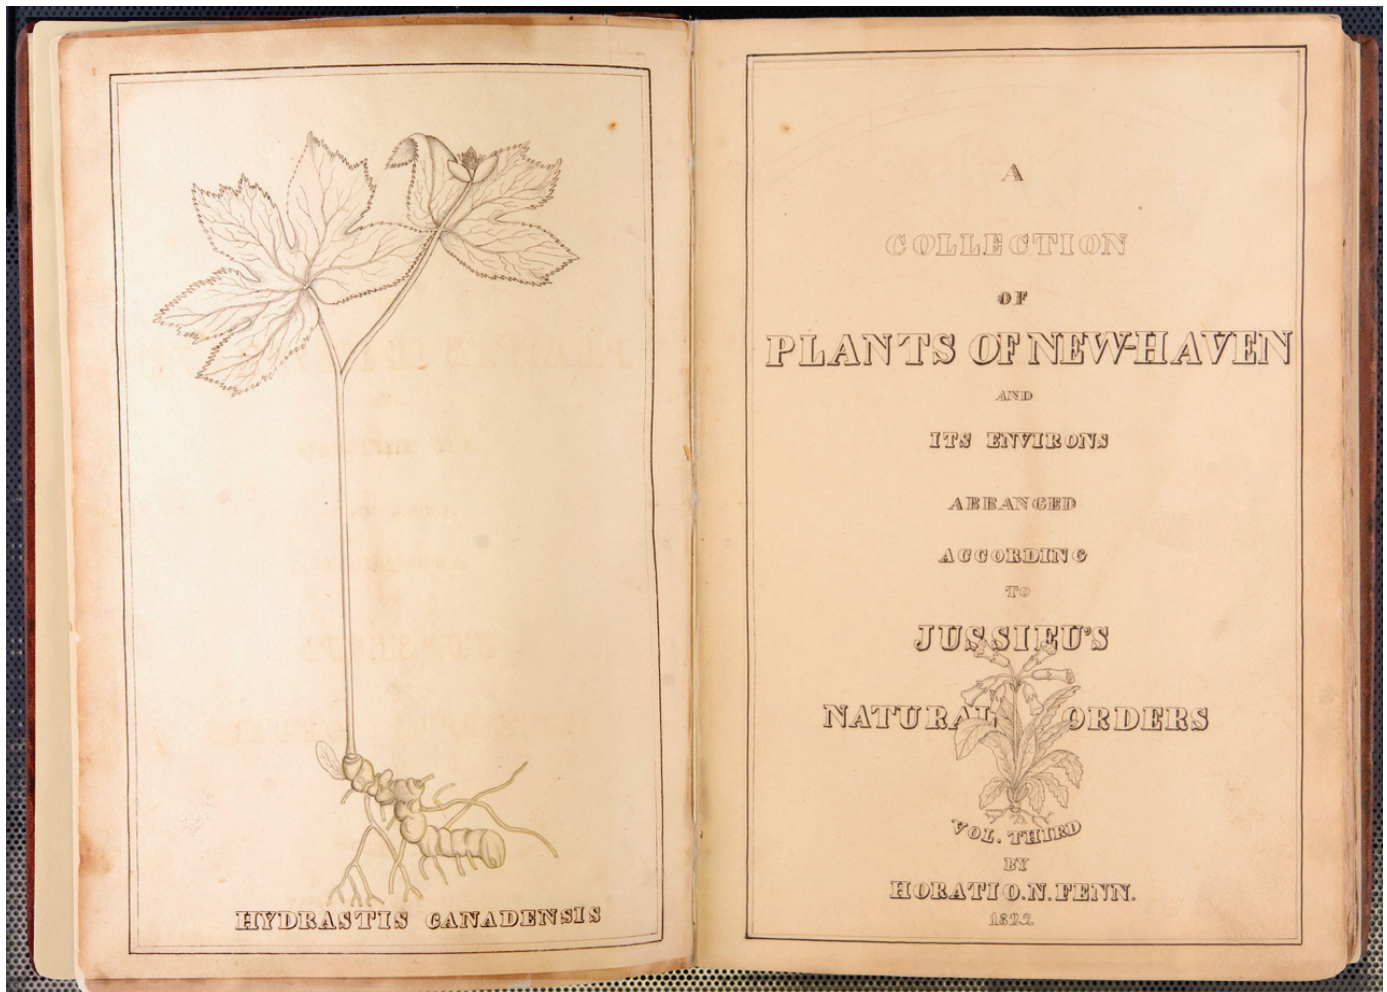 HYDRASTIS CANADENSIS
A
COLLECTION
OF
PLANTS OF NEW-HAVEN
AND
ITS ENVIRONS
ARRANGED
ACCORDING
TO
JUSSIEU'S
NATURAL ORDERS
VOL. THIRD
BY
HORATIO.N.FENN.
1822